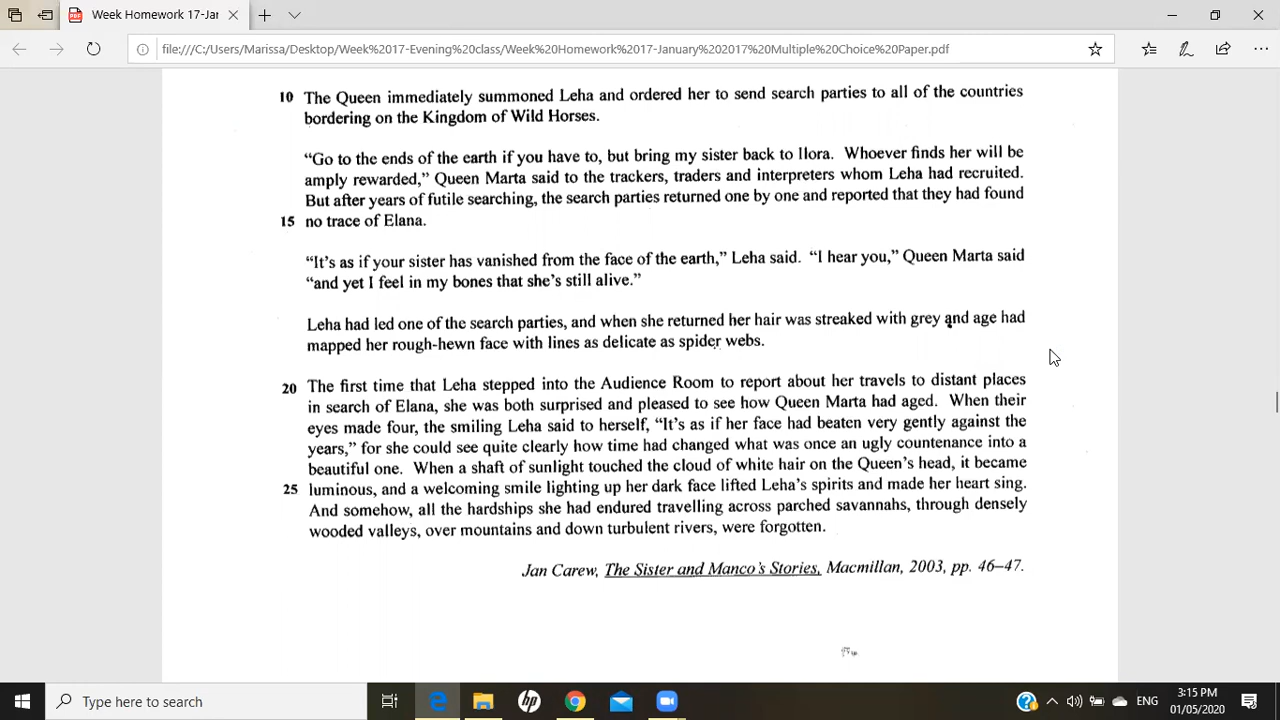 Week Homework 17-Jar
file:///C:/Users/Marissa/Desktop/Week%2017-Evening%20class/Week%20Homework%2017-January%202017%20Multiple%20Choice%20Paper.pdf
10 The Queen immediately summoned Leha and ordered her to send search parties to all of the countries
bordering on the Kingdom of Wild Horses.
“Go to the ends of the earth if you have to, but bring my sister back to Ilora. Whoever finds her will be
amply rewarded,” Queen Marta said to the trackers, traders and interpreters whom Leha had recruited.
But after years of futile searching, the search parties returned one by one and reported that they had found
15 no trace of Elana.
“It’s as if your sister has vanished from the face of the earth,” Leha said. “I hear you,” Queen Marta said
“and yet I feel in my bones that she’s still alive.”
Leha had led one of the search parties, and when she returned her hair was streaked with grey and age had
mapped her rough-hewn face with lines as delicate as spider webs.
20 The first time that Leha stepped into the Audience Room to report about her travels to distant places
in search of Elana, she was both surprised and pleased to see how Queen Marta had aged. When their
eyes made four, the smiling Leha said to herself, “It’s as if her face had beaten very gently against the
years,” for she could see quite clearly how time had changed what was once an ugly countenance into a
beautiful one. When a shaft of sunlight touched the cloud of white hair on the Queen’s head, it became
25 luminous, and a welcoming smile lighting up her dark face lifted Leha’s spirits and made her heart sing.
And somehow, all the hardships she had endured travelling across parched savannahs, through densely
wooded valleys, over mountains and down turbulent rivers, were forgotten.
Jan Carew, The Sister and Manco’s Stories, Macmillan, 2003, pp. 46–47.
Type here to search
ENG
3:15 PM
01/05/2020